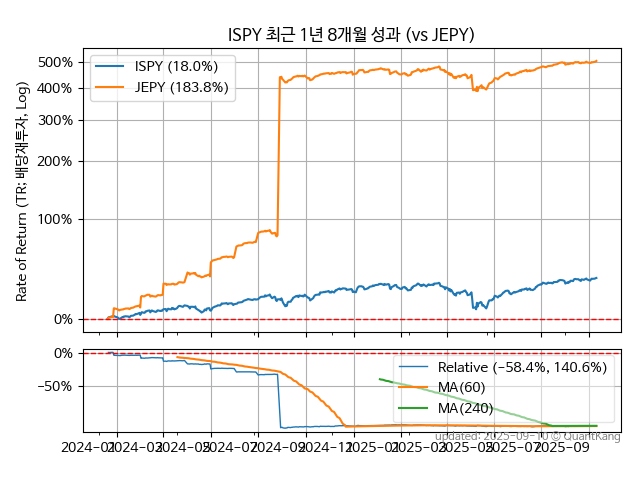 ISPY 최근 1년 8개월 성과 (vs JEPY)
Rate of Return (TR: 배당재투자, Log)
500%
400%
300%
200%
100%
0%
ISPY (18.0%)
JEPY (183.8%)
0%
−50%
Relative (−58.4%, 140.6%)
MA(60)
MA(240)
2024−01 2024−03 2024−05 2024−07 2024−09 2024−11 2025−01 2025−03 2025−05 2025−07 2025−09
updated: 2025−09−10 © QuantKang